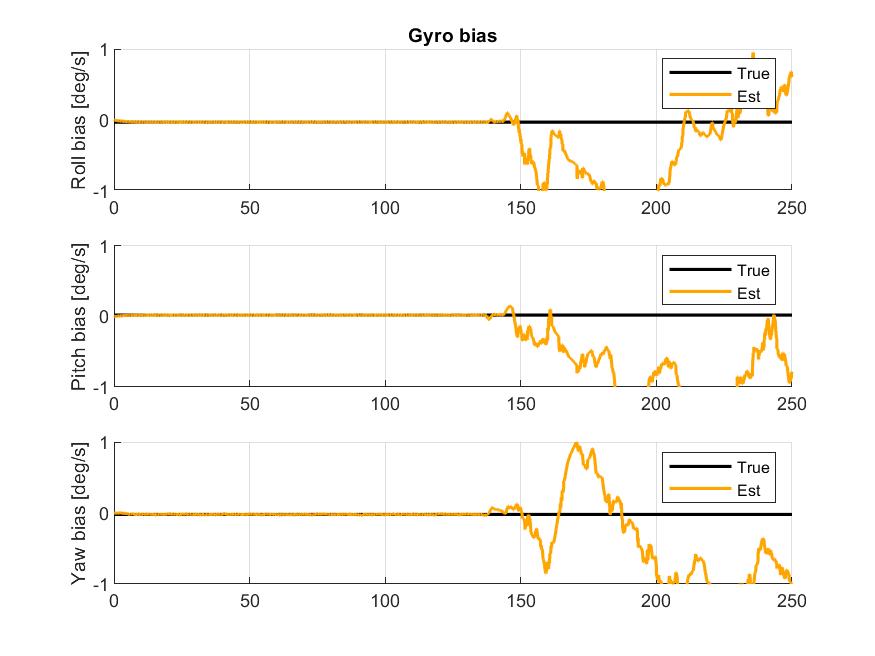 Gyro bias
Roll bias [deg/s]
1
0
-1
True
Est
0 50 100 150 200 250
Pitch bias [deg/s]
1
0
-1
True
Est
0 50 100 150 200 250
Yaw bias [deg/s]
1
0
-1
True
Est
0 50 100 150 200 250